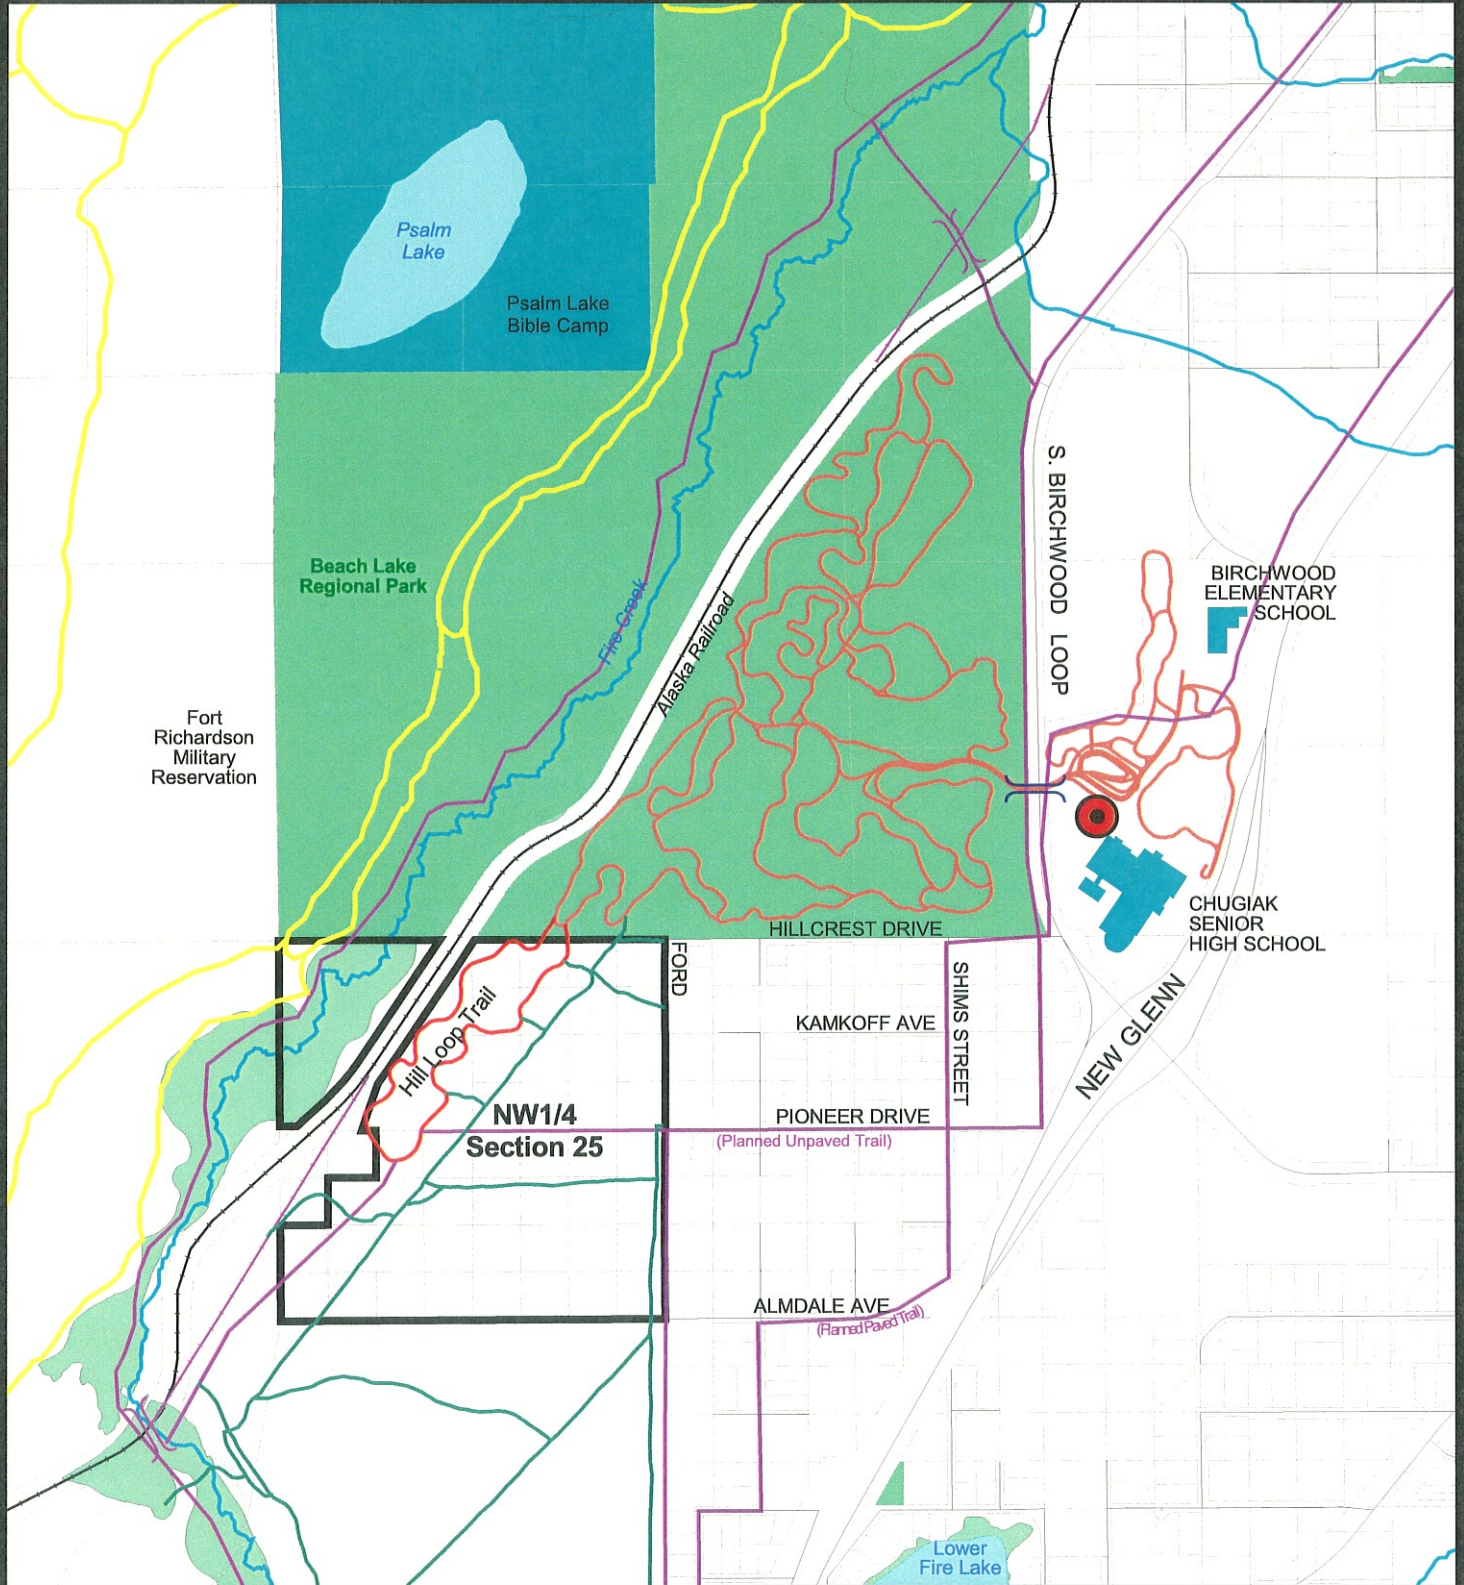 Psalm
Lake
Psalm Lake
Bible Camp
S. BIRCHWOOD LOOP
Beach Lake
Regional Park
BIRCHWOOD
ELEMENTARY
SCHOOL
Fire Creek
Alaska Railroad
Fort
Richardson
Military
Reservation
CHUGIAK
SENIOR
HIGH SCHOOL
HILLCREST DRIVE
FORD
SHIMS STREET
Hill Loop Trail
KAMKOFF AVE
NEW GLENN
NW1/4
Section 25
PIONEER DRIVE
(Planned Unpaved Trail)
ALMDALE AVE
(Planned Paved Trail)
Lower
Fire Lake